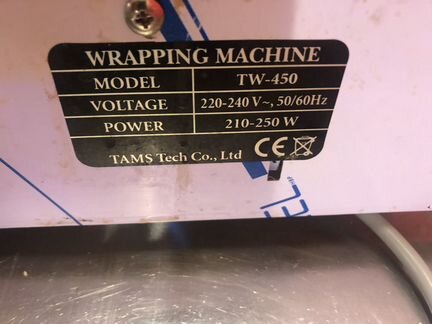 WRAPPING MACHINE
MODEL TW-450
VOLTAGE 220-240 V~, 50/60Hz
POWER 210-250 W
TAMS Tech Co., Ltd CE